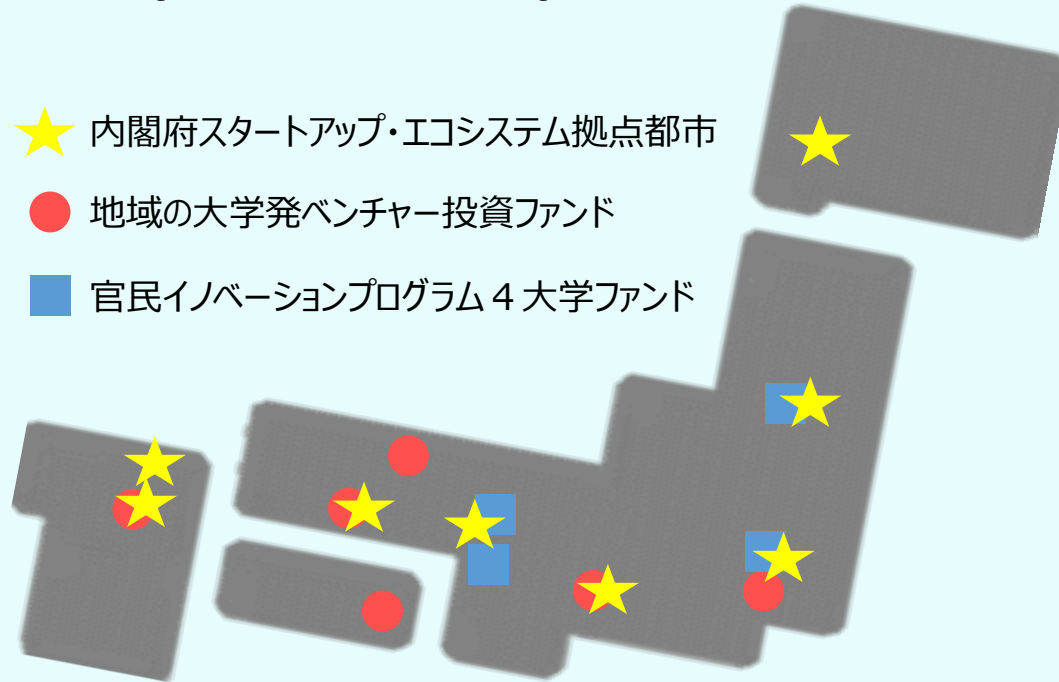 内閣府スタートアップ・エコシステム拠点都市
地域の大学発ベンチャー投資ファンド
官民イノベーションプログラム４大学ファンド